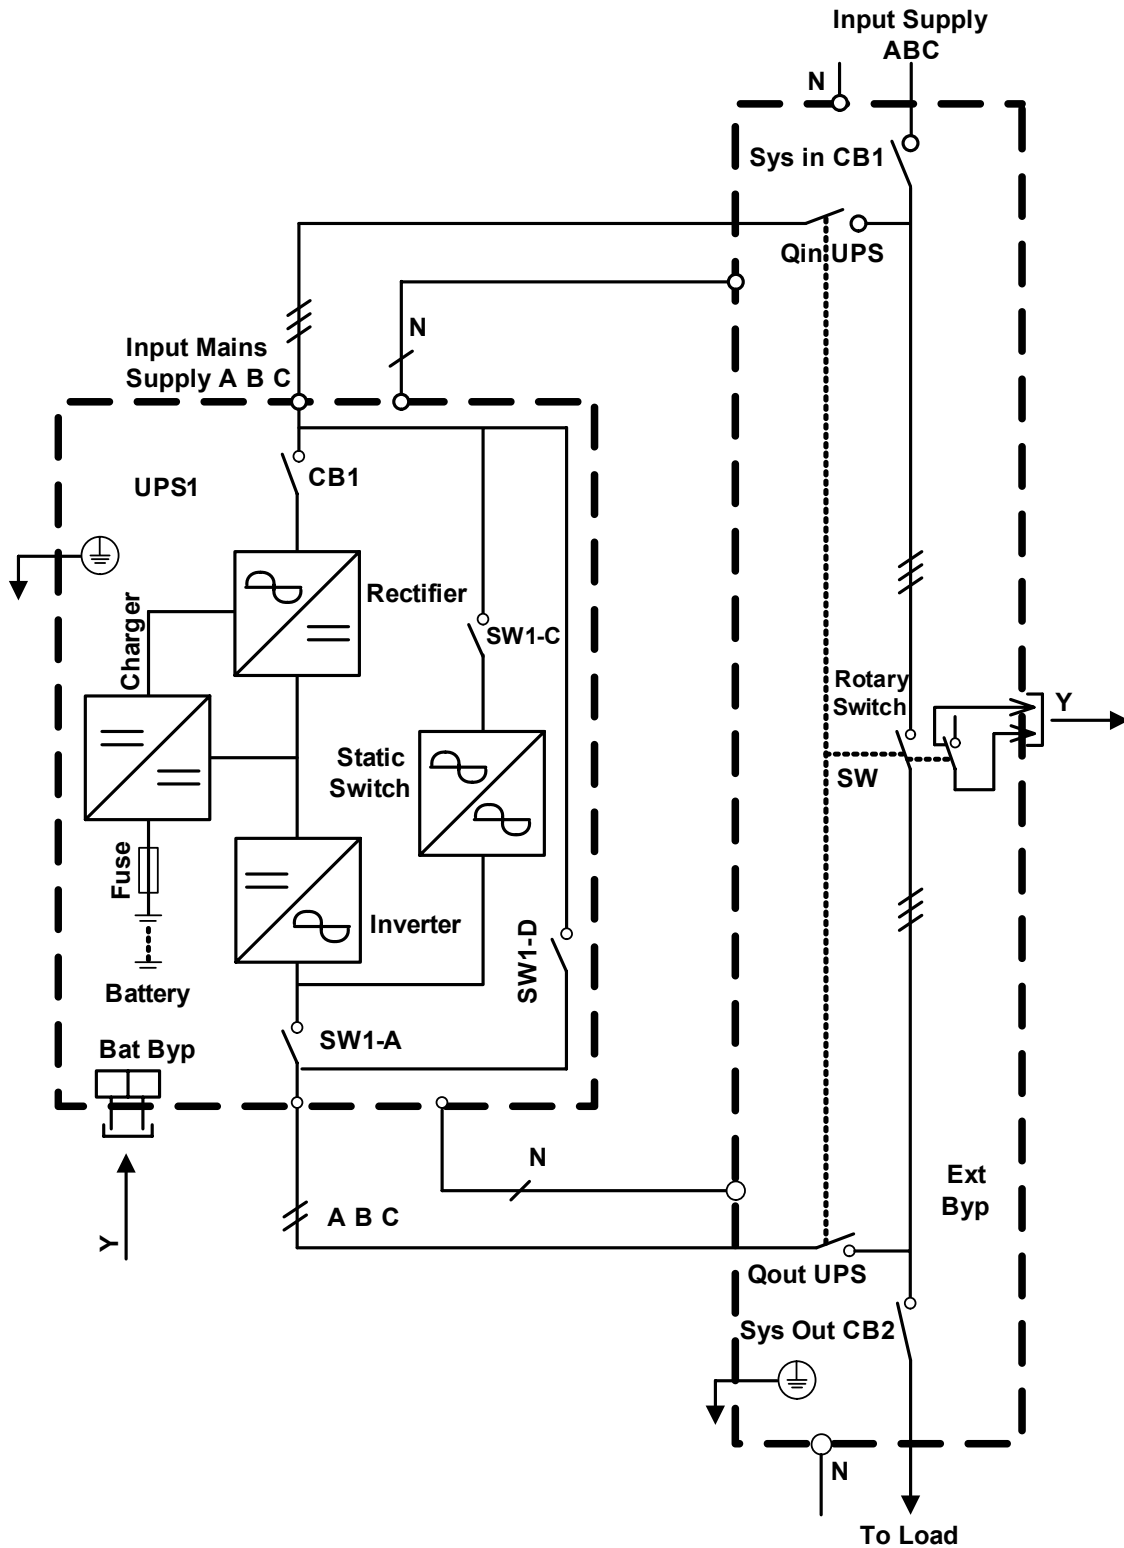 Input Supply
ABC
N
Sys in CB1
Qin UPS
N
Input Mains
Supply A B C
UPS1
CB1
Rectifier
Charger
SW1-C
Rotary
Switch
Y
SW
Static
Switch
Fuse
Inverter
SW1-D
Battery
SW1-A
Bat Byp
N
Ext
Byp
A B C
Y
Qout UPS
Sys Out CB2
N
To Load